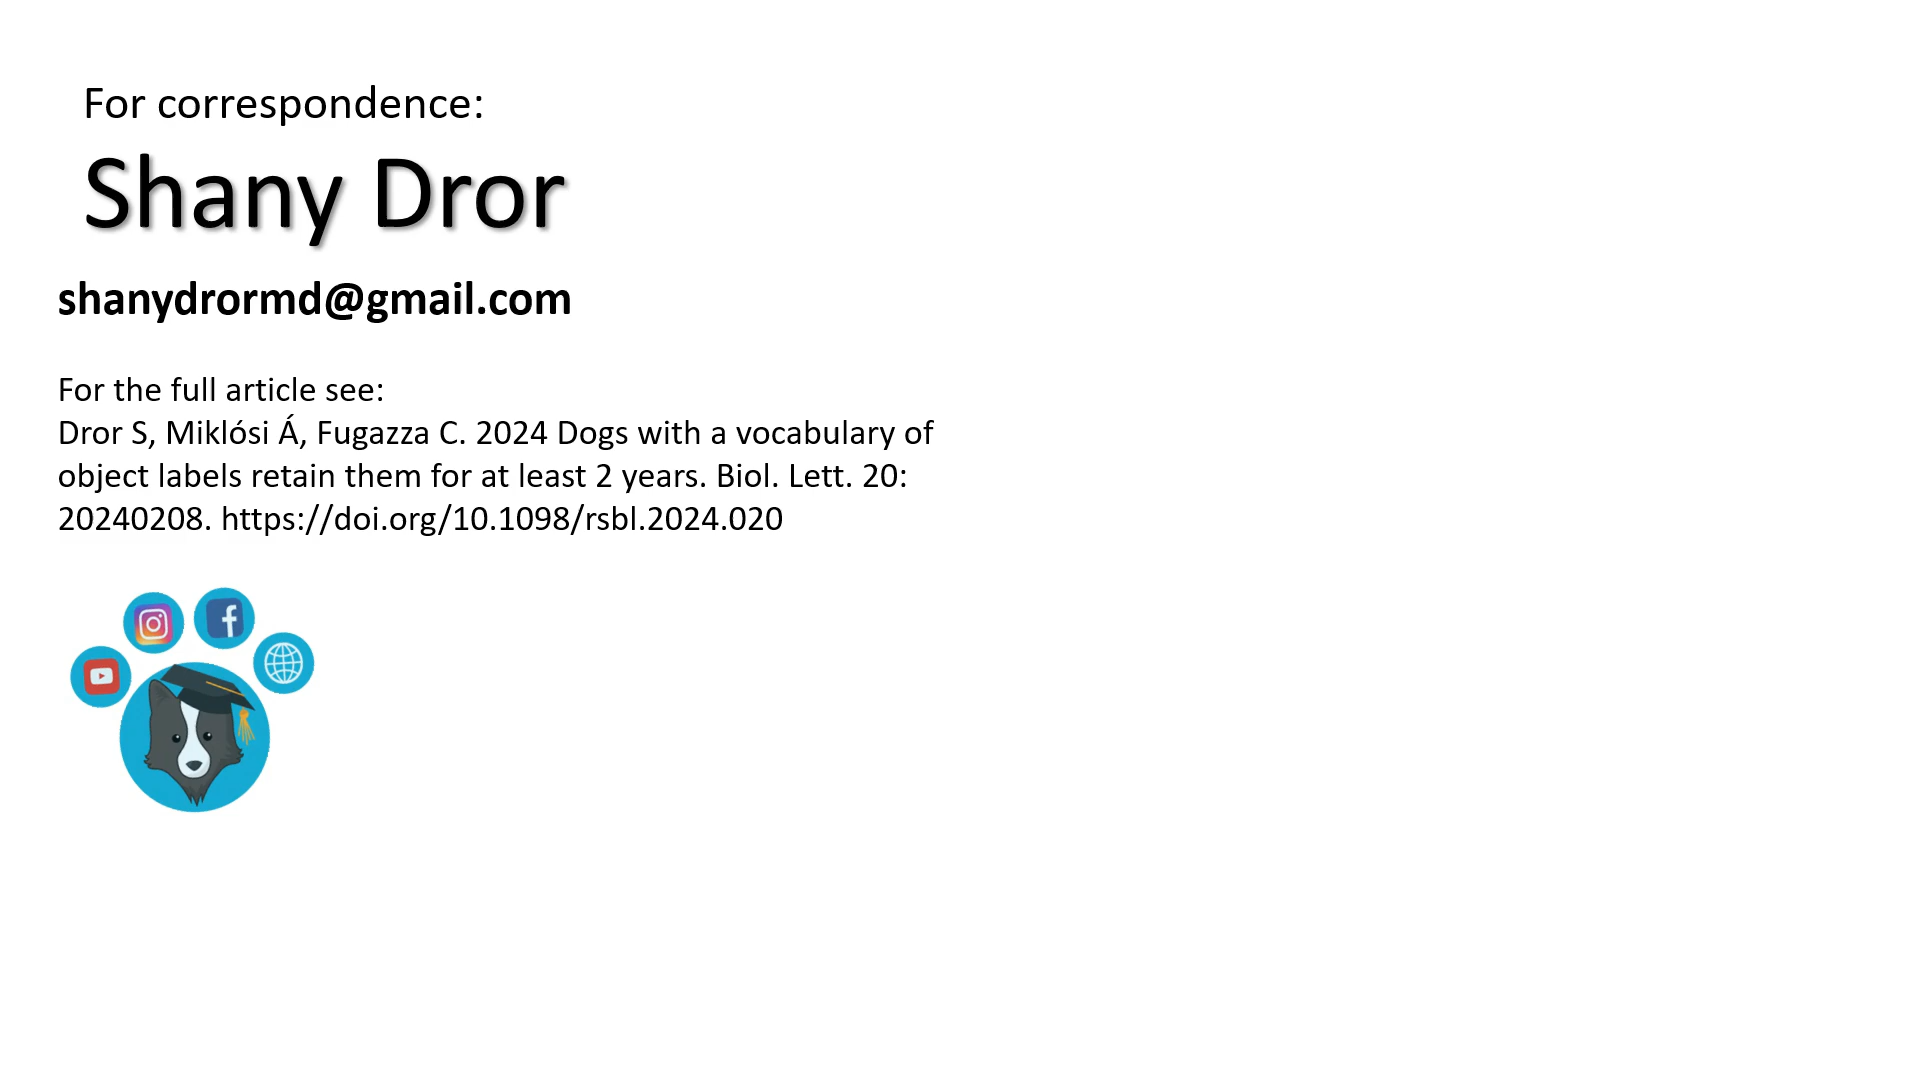 For correspondence:
Shany Dror
shanydrormd@gmail.com
For the full article see:
Dror S, Miklósi Á, Fugazza C. 2024 Dogs with a vocabulary of
object labels retain them for at least 2 years. Biol. Lett. 20:
20240208. https://doi.org/10.1098/rsbl.2024.020